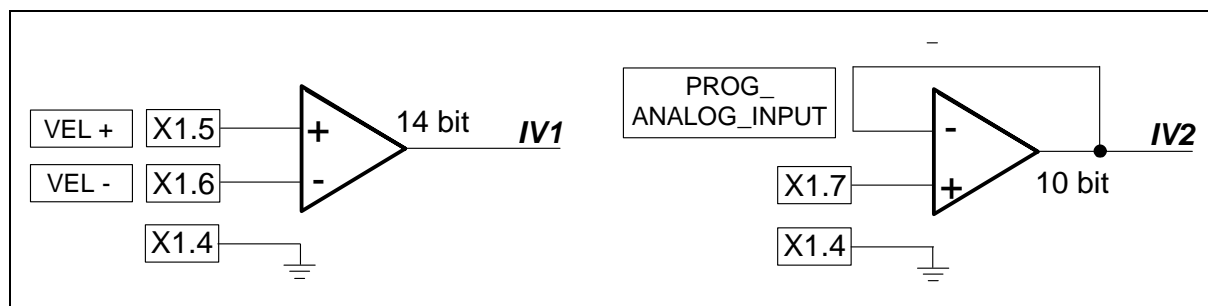 VEL + X1.5 + 14 bit IV1
VEL - X1.6 -
X1.4
PROG_
ANALOG_INPUT
-
X1.7 + 10 bit IV2
X1.4